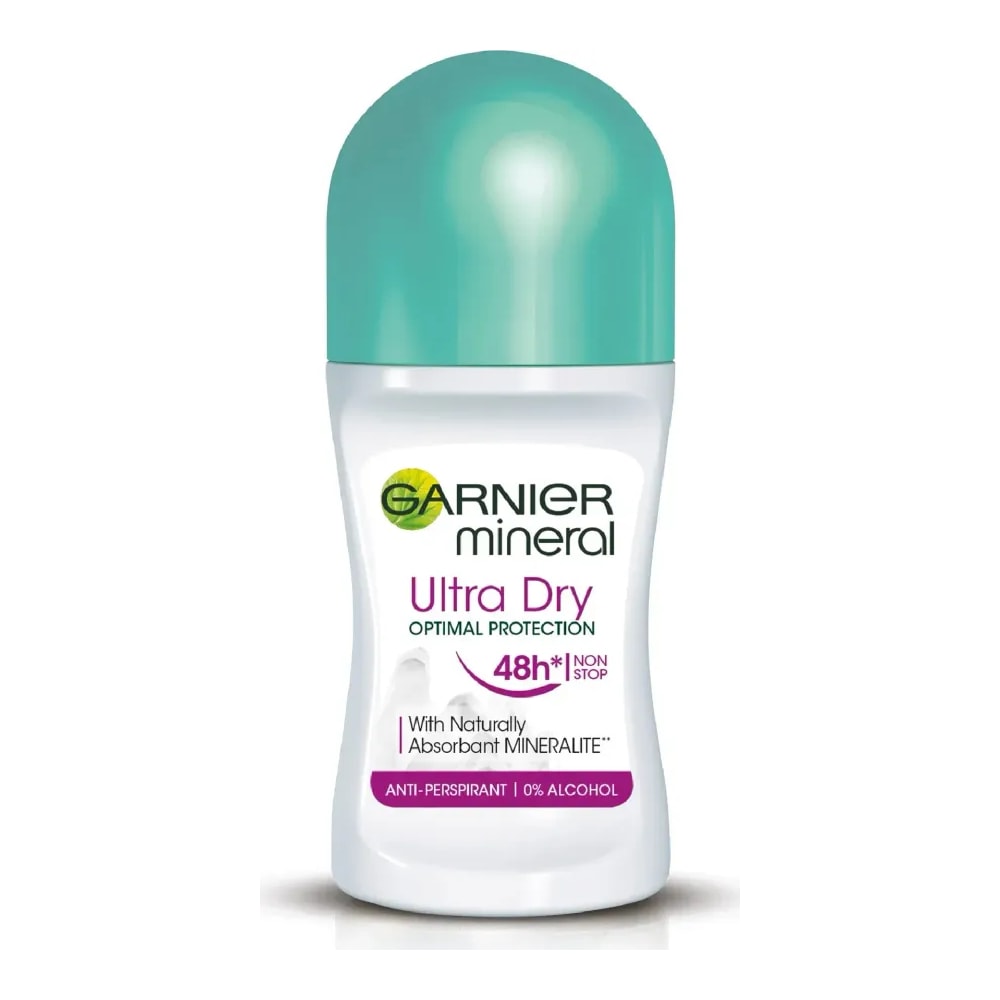 GARNIER
mineral
Ultra Dry
OPTIMAL PROTECTION
48h* | NON
STOP
With Naturally
Absorbant MINERALITE**
ANTI-PERSPIRANT | 0% ALCOHOL